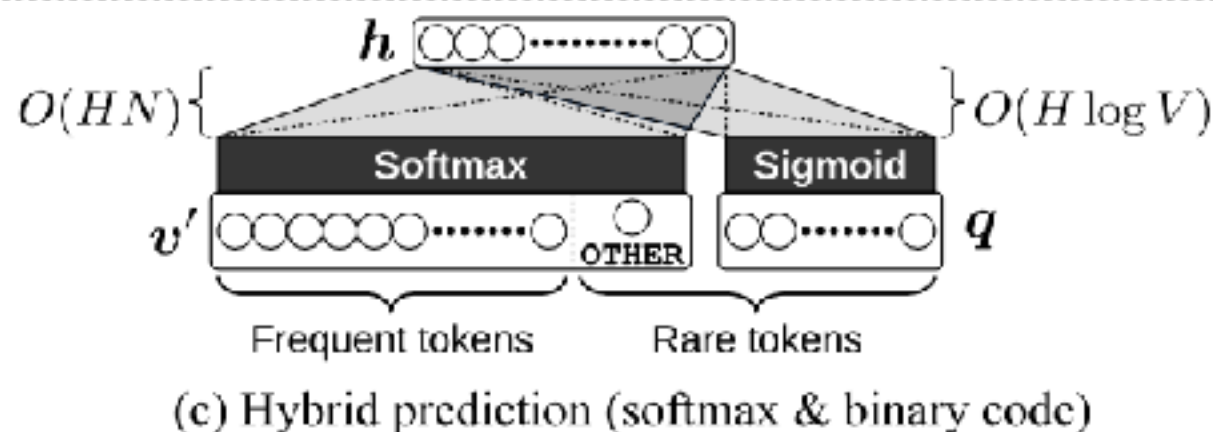 h
O(HN)
O(H log V)
Softmax
Sigmoid
v′
OTHER
q
Frequent tokens
Rare tokens
(c) Hybrid prediction (softmax & binary code)